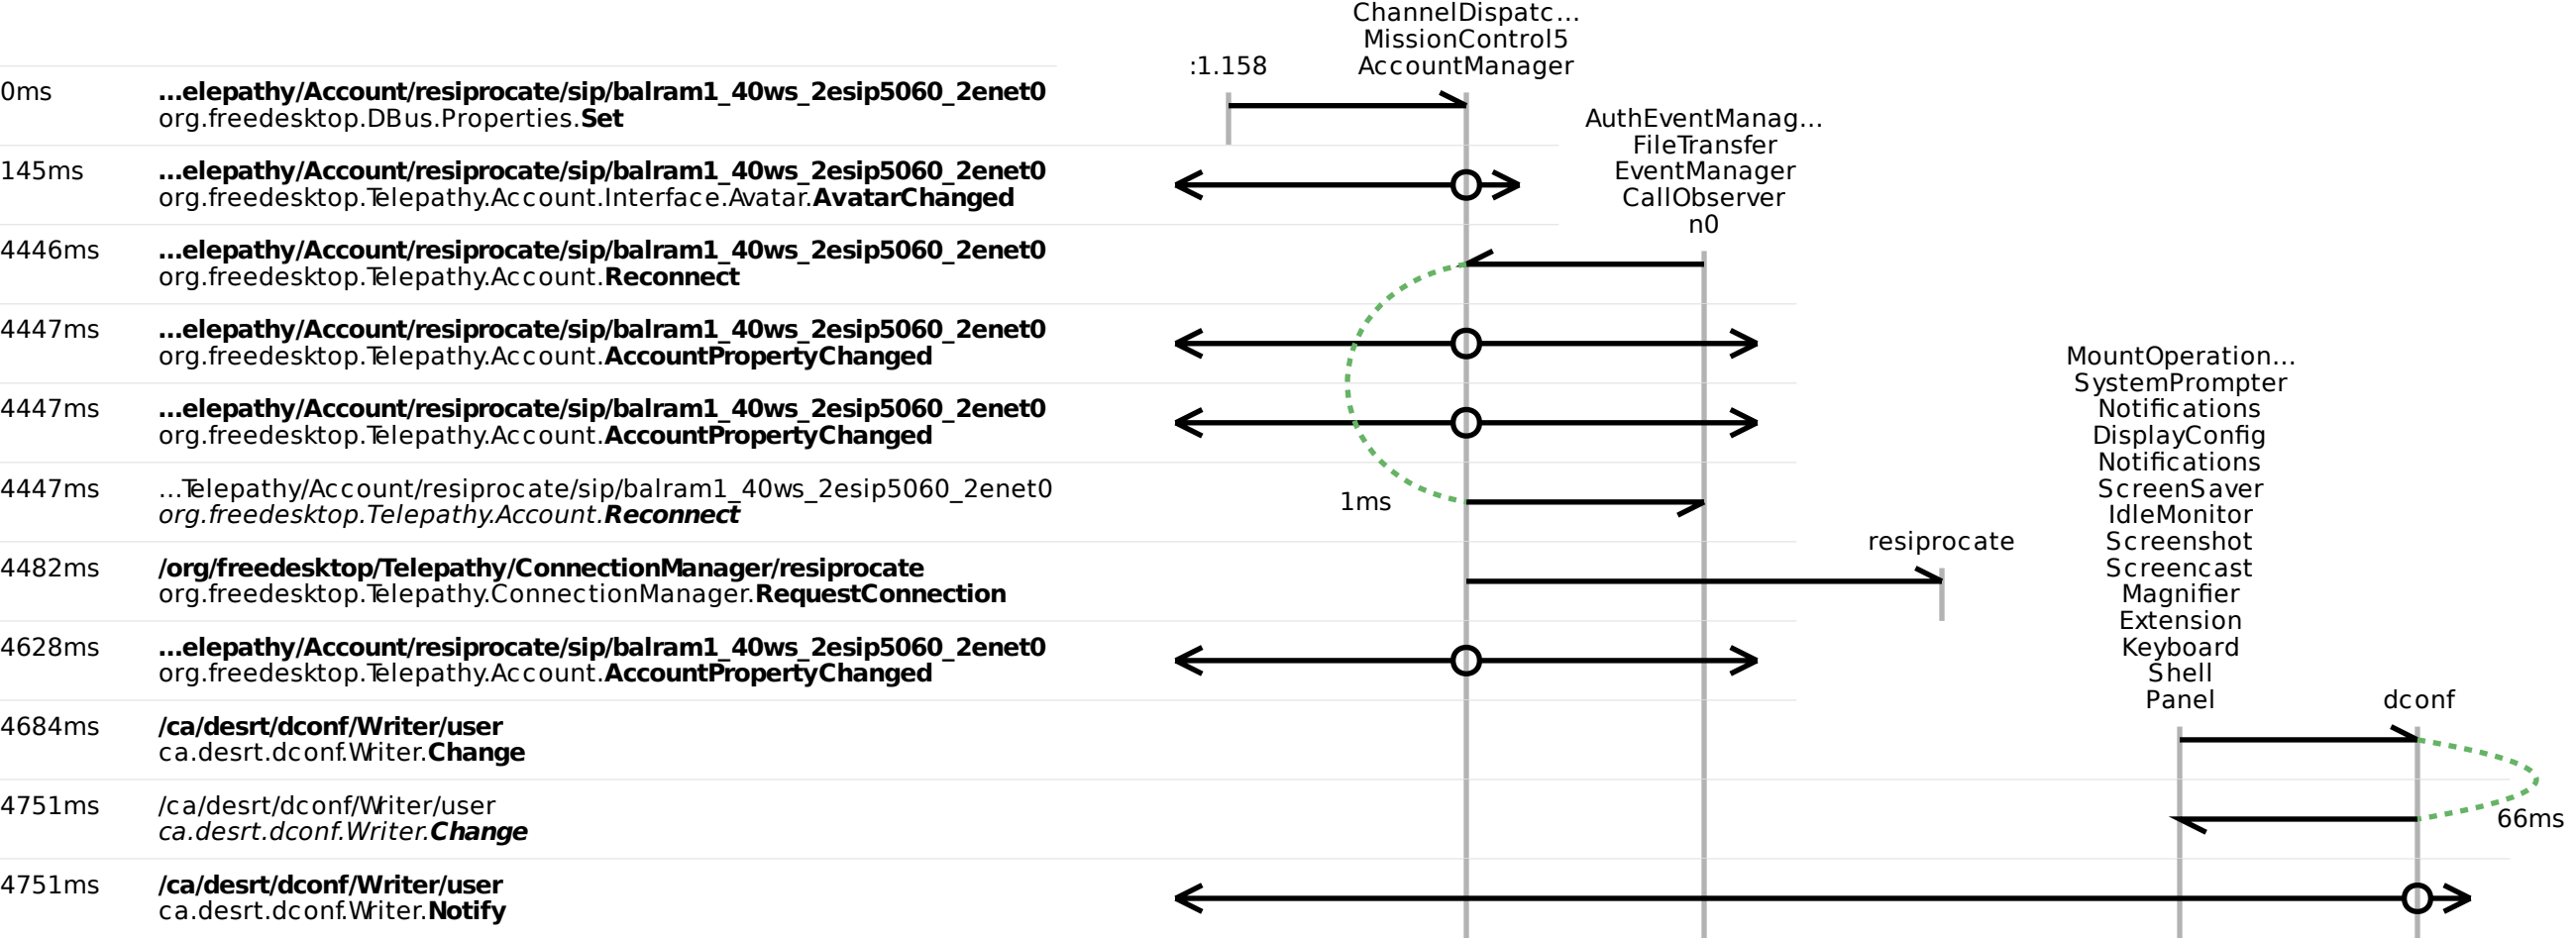 ChannelDispatc...
MissionControl5
:1.158
AccountManager
0ms
...elepathy/Account/resiprocate/sip/balram1_40ws_2esip5060_2enet0
org.freedesktop.DBus.Properties.Set
AuthEventManag...
FileTransfer
EventManager
CallObserver
n0
145ms
...elepathy/Account/resiprocate/sip/balram1_40ws_2esip5060_2enet0
org.freedesktop.Telepathy.Account.Interface.Avatar.AvatarChanged
4446ms
...elepathy/Account/resiprocate/sip/balram1_40ws_2esip5060_2enet0
org.freedesktop.Telepathy.Account.Reconnect
4447ms
...elepathy/Account/resiprocate/sip/balram1_40ws_2esip5060_2enet0
org.freedesktop.Telepathy.Account.AccountPropertyChanged
4447ms
...elepathy/Account/resiprocate/sip/balram1_40ws_2esip5060_2enet0
org.freedesktop.Telepathy.Account.AccountPropertyChanged
4447ms
...Telepathy/Account/resiprocate/sip/balram1_40ws_2esip5060_2enet0
org.freedesktop.Telepathy.Account.Reconnect
1ms
4482ms
/org/freedesktop/Telepathy/ConnectionManager/resiprocate
org.freedesktop.Telepathy.ConnectionManager.RequestConnection
resiprocate
4628ms
...elepathy/Account/resiprocate/sip/balram1_40ws_2esip5060_2enet0
org.freedesktop.Telepathy.Account.AccountPropertyChanged
MountOperation...
SystemPrompter
Notifications
DisplayConfig
Notifications
ScreenSaver
IdleMonitor
Screenshot
Screencast
Magnifier
Extension
Keyboard
Shell
Panel
dconf
4684ms
/ca/desrt/dconf/Writer/user
ca.desrt.dconf.Writer.Change
4751ms
/ca/desrt/dconf/Writer/user
ca.desrt.dconf.Writer.Change
66ms
4751ms
/ca/desrt/dconf/Writer/user
ca.desrt.dconf.Writer.Notify